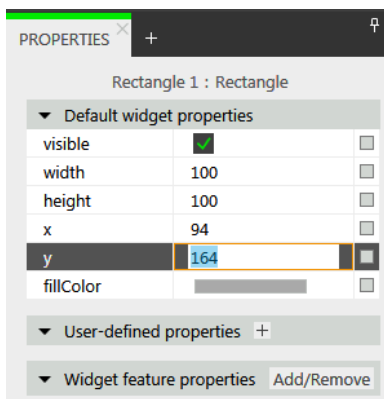 PROPERTIES +
Rectangle 1 : Rectangle
Default widget properties
visible
width 100
height 100
x 94
y 164
fillColor
User-defined properties +
Widget feature properties Add/Remove